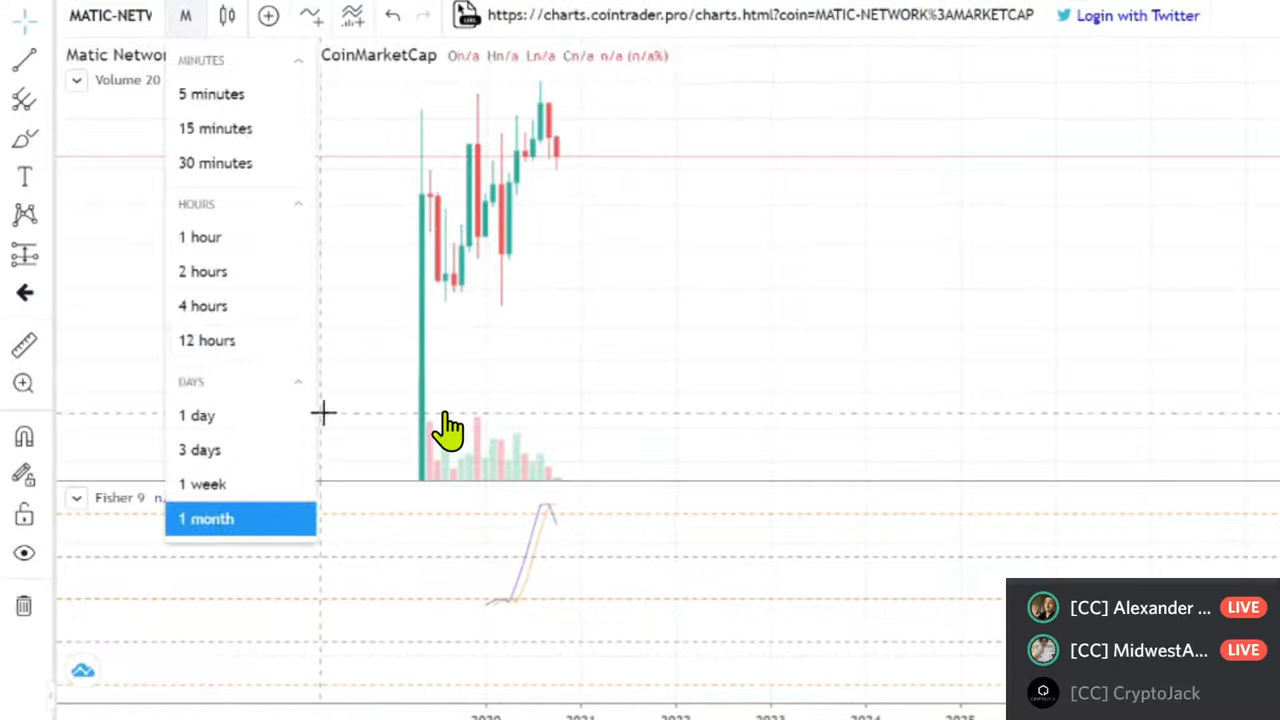 MATIC-NETV M https://charts.cointrader.pro/charts.html?coin=MATIC-NETWORK%3AMARKETCAP Login with Twitter
Matic Networ CoinMarketCap On/a Hn/a Ln/a Cn/a n/a (n/a%)
Volume 20
MINUTES
5 minutes
15 minutes
30 minutes
HOURS
1 hour
2 hours
4 hours
12 hours
DAYS
1 day
3 days
1 week
1 month
Fisher 9 n
[CC] Alexander ... LIVE
[CC] MidwestA... LIVE
[CC] CryptoJack
2020 2021 2022 2023 2024 2025